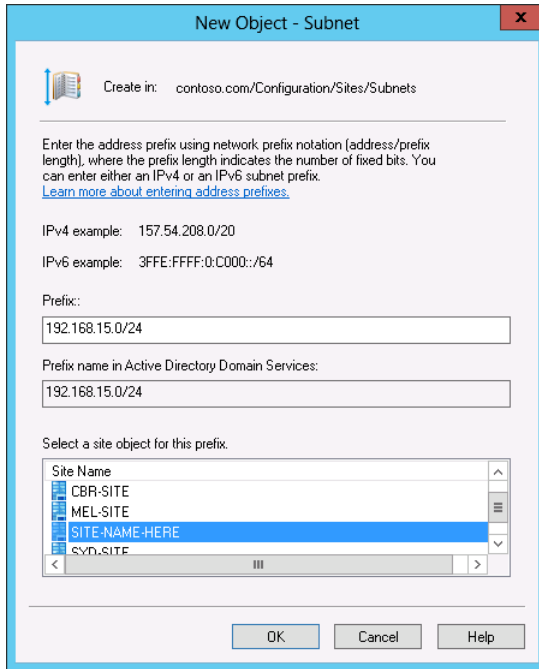 New Object - Subnet
x
Create in: contoso.com/Configuration/Sites/Subnets
Enter the address prefix using network prefix notation (address/prefix
length), where the prefix length indicates the number of fixed bits. You
can enter either an IPv4 or an IPv6 subnet prefix.
Learn more about entering address prefixes.
IPv4 example: 157.54.208.0/20
IPv6 example: 3FFE:FFFF:0:C000::/64
Prefix::
192.168.15.0/24
Prefix name in Active Directory Domain Services:
192.168.15.0/24
Select a site object for this prefix.
Site Name
CBR-SITE
MEL-SITE
SITE-NAME-HERE
SYD-SITE
OK Cancel Help